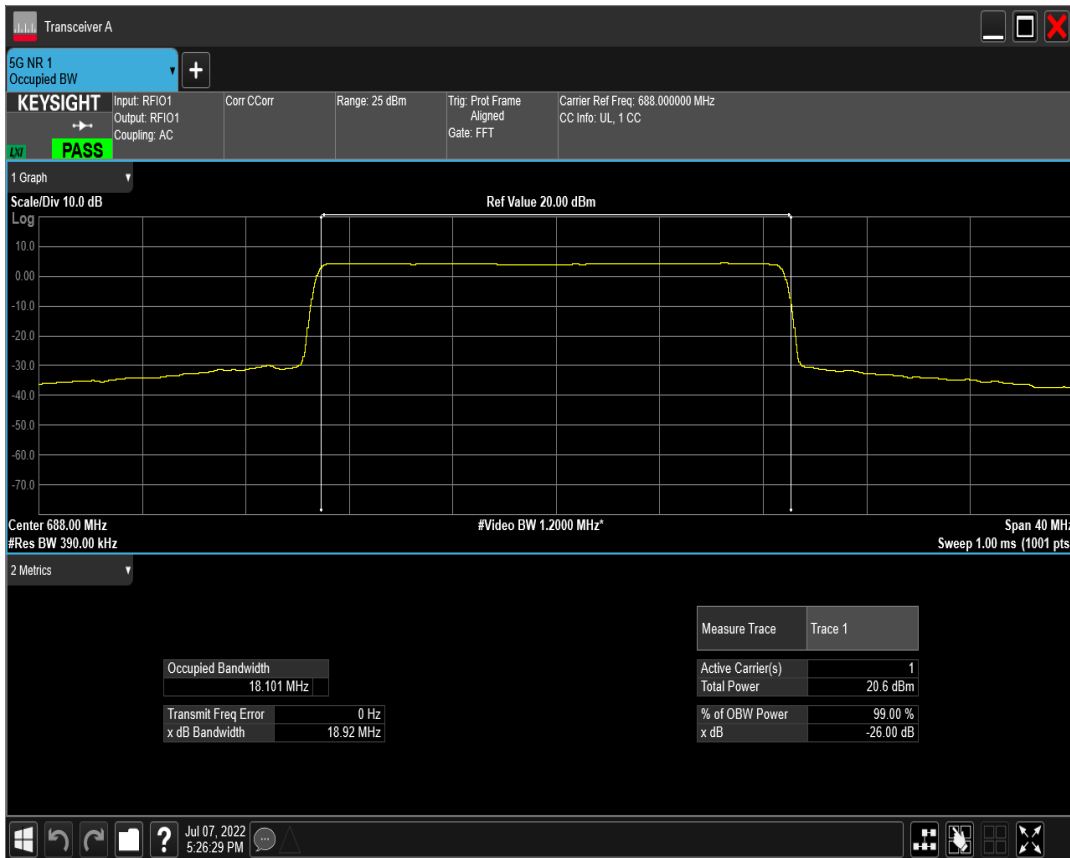 Transceiver A
5G NR 1
Occupied BW
KEYSIGHT
LXI
PASS
Input: RFIO1
Output: RFIO1
Coupling: AC
Corr CCorr
Range: 25 dBm
Trig: Prot Frame
Aligned
Gate: FFT
Carrier Ref Freq: 688.000000 MHz
CC Info: UL, 1 CC
1 Graph
Scale/Div 10.0 dB
Ref Value 20.00 dBm
Log
10.0
0.00
-10.0
-20.0
-30.0
-40.0
-50.0
-60.0
-70.0
Center 688.00 MHz
#Video BW 1.2000 MHz*
Span 40 MHz
#Res BW 390.00 kHz
Sweep 1.00 ms (1001 pts
2 Metrics
Measure Trace Trace 1
Occupied Bandwidth
18.101 MHz
Active Carrier(s) 1
Total Power 20.6 dBm
Transmit Freq Error 0 Hz
x dB Bandwidth 18.92 MHz
% of OBW Power 99.00 %
x dB -26.00 dB
?
Jul 07, 2022
5:26:29 PM